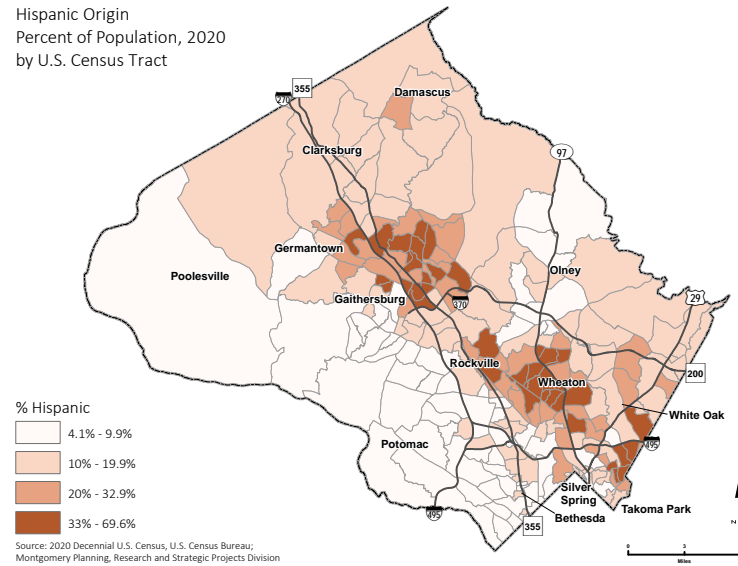 Hispanic Origin
Percent of Population, 2020
by U.S. Census Tract
355
270
Damascus
Clarksburg
97
Germantown
Poolesville
Olney
Gaithersburg
370
29
Rockville
200
Wheaton
White Oak
% Hispanic
4.1% - 9.9%
10% - 19.9%
20% - 32.9%
33% - 69.6%
Potomac
495
Silver
Spring
Takoma Park
Bethesda
495
355
N
0 3
Miles
Source: 2020 Decennial U.S. Census, U.S. Census Bureau;
Montgomery Planning, Research and Strategic Projects Division